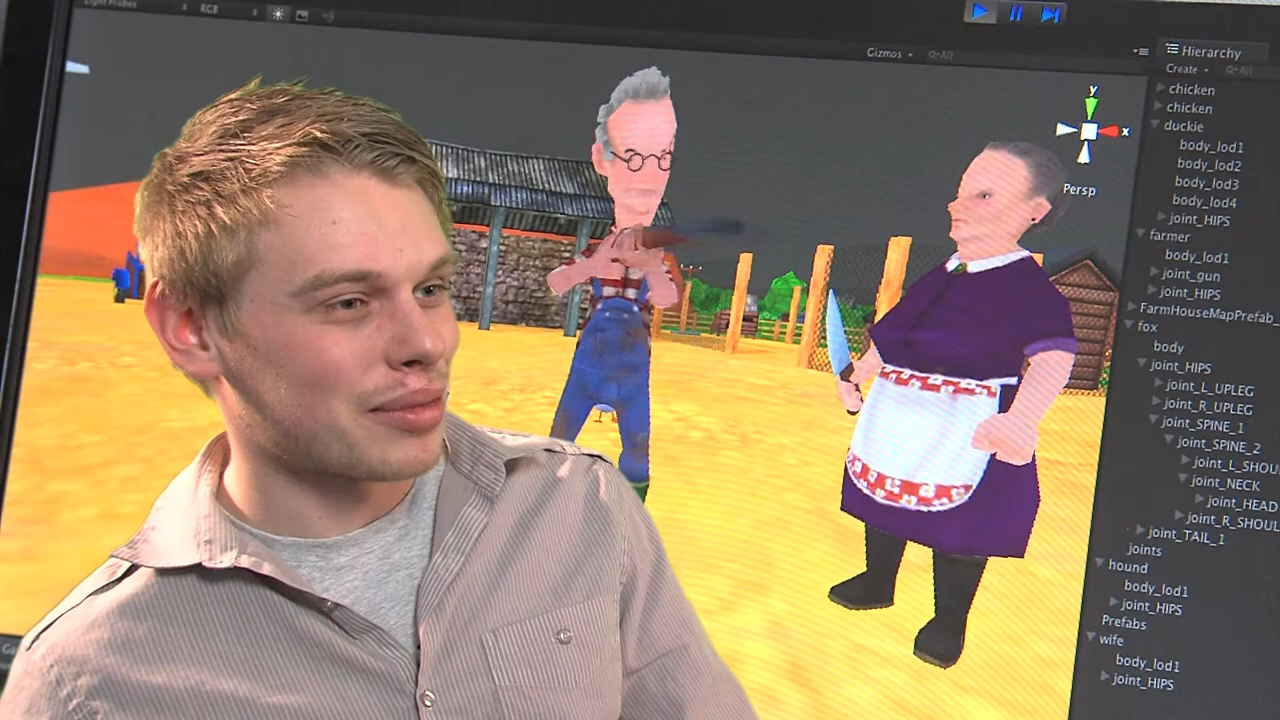 Light Probes
RGB
Gizmos
All
Hierarchy
Create
All
y
x
Persp
chicken
chicken
duckie
body_lod1
body_lod2
body_lod3
body_lod4
joint_HIPS
farmer
body_lod1
joint_gun
joint_HIPS
FarmHouseMapPrefab_
fox
body
joint_HIPS
joint_L_UPLEG
joint_R_UPLEG
joint_SPINE_1
joint_SPINE_2
joint_L_SHOU
joint_NECK
joint_HEAD
joint_R_SHOUL
joint_TAIL_1
joints
hound
body_lod1
joint_HIPS
Prefabs
wife
body_lod1
joint_HIPS